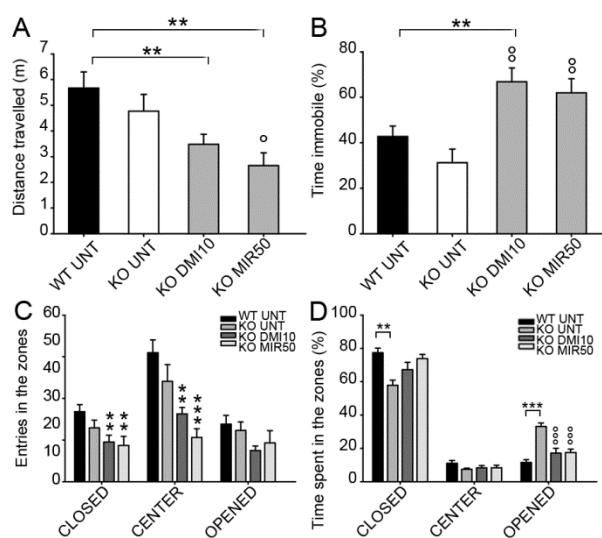 A
**
**
°
Distance travelled (m)
7
6
5
4
3
2
1
0
WT UNT
KO UNT
KO DMI10
KO MIR50
B
**
°°
°°
Time immobile (%)
80
60
40
20
0
WT UNT
KO UNT
KO DMI10
KO MIR50
C
WT UNT
KO UNT
KO DMI10
KO MIR50
Entries in the zones
60
40
20
10
0
**
**
**
***
CLOSED
CENTER
OPENED
D
WT UNT
KO UNT
KO DMI10
KO MIR50
Time spent in the zones (%)
100
80
60
40
20
0
**
***
°°°
°°°
CLOSED
CENTER
OPENED